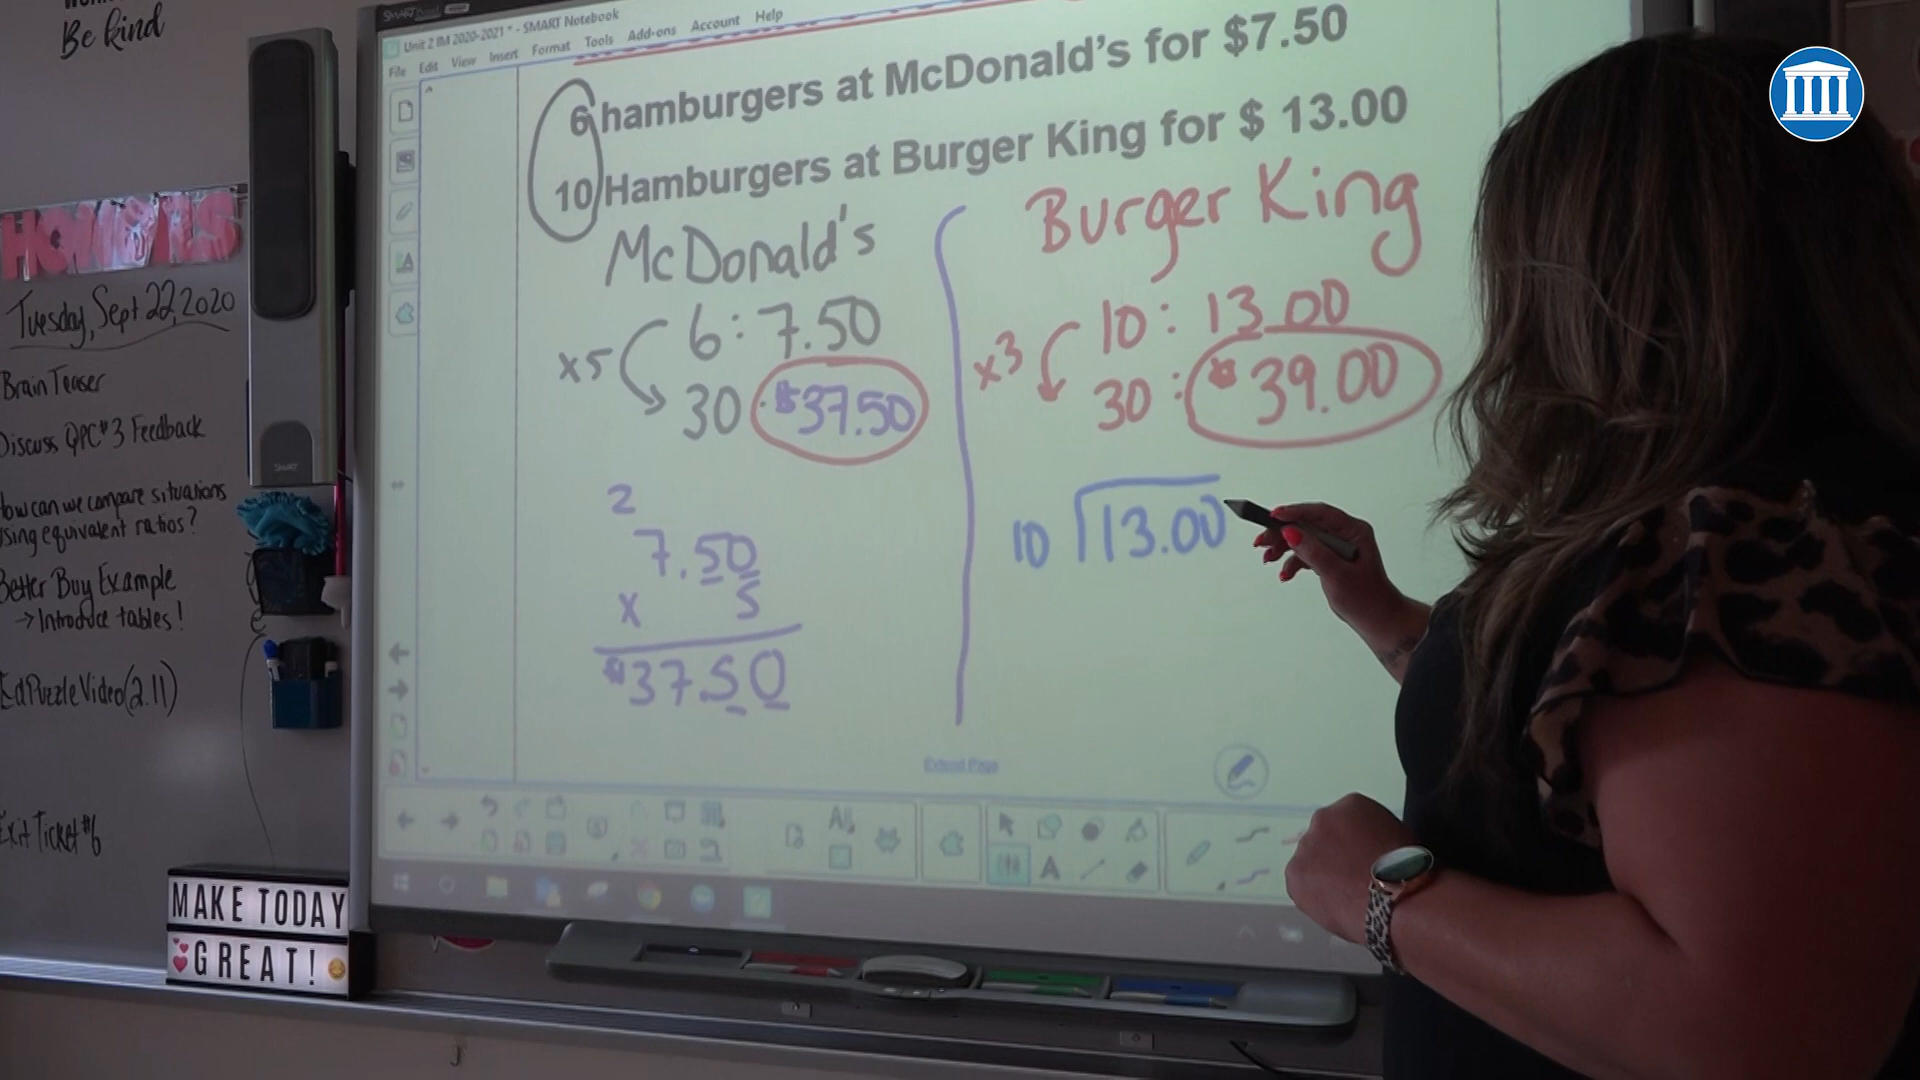 Be kind
HOWLS
Tuesday, Sept 22, 2020
Brain Teaser
Discuss QPC#3 Feedback
How can we compare situations
using equivalent ratios?
Better Buy Example
→ Introduce tables!
EdPuzzle Video (2.11)
Exit Ticket #6
MAKE TODAY
GREAT!
SMART
SMART
Unit 2 IM 2020-2021 * - SMART Notebook
File Edit View Insert Format Tools Add-ons Account Help
6 hamburgers at McDonald's for $7.50
10 Hamburgers at Burger King for $ 13.00
McDonald's
6 : 7.50
x5
30 : $37.50
2
7.50
x 5
$37.50
Burger King
10 : 13.00
x3
30 : $39.00
10 13.00
Extend Page